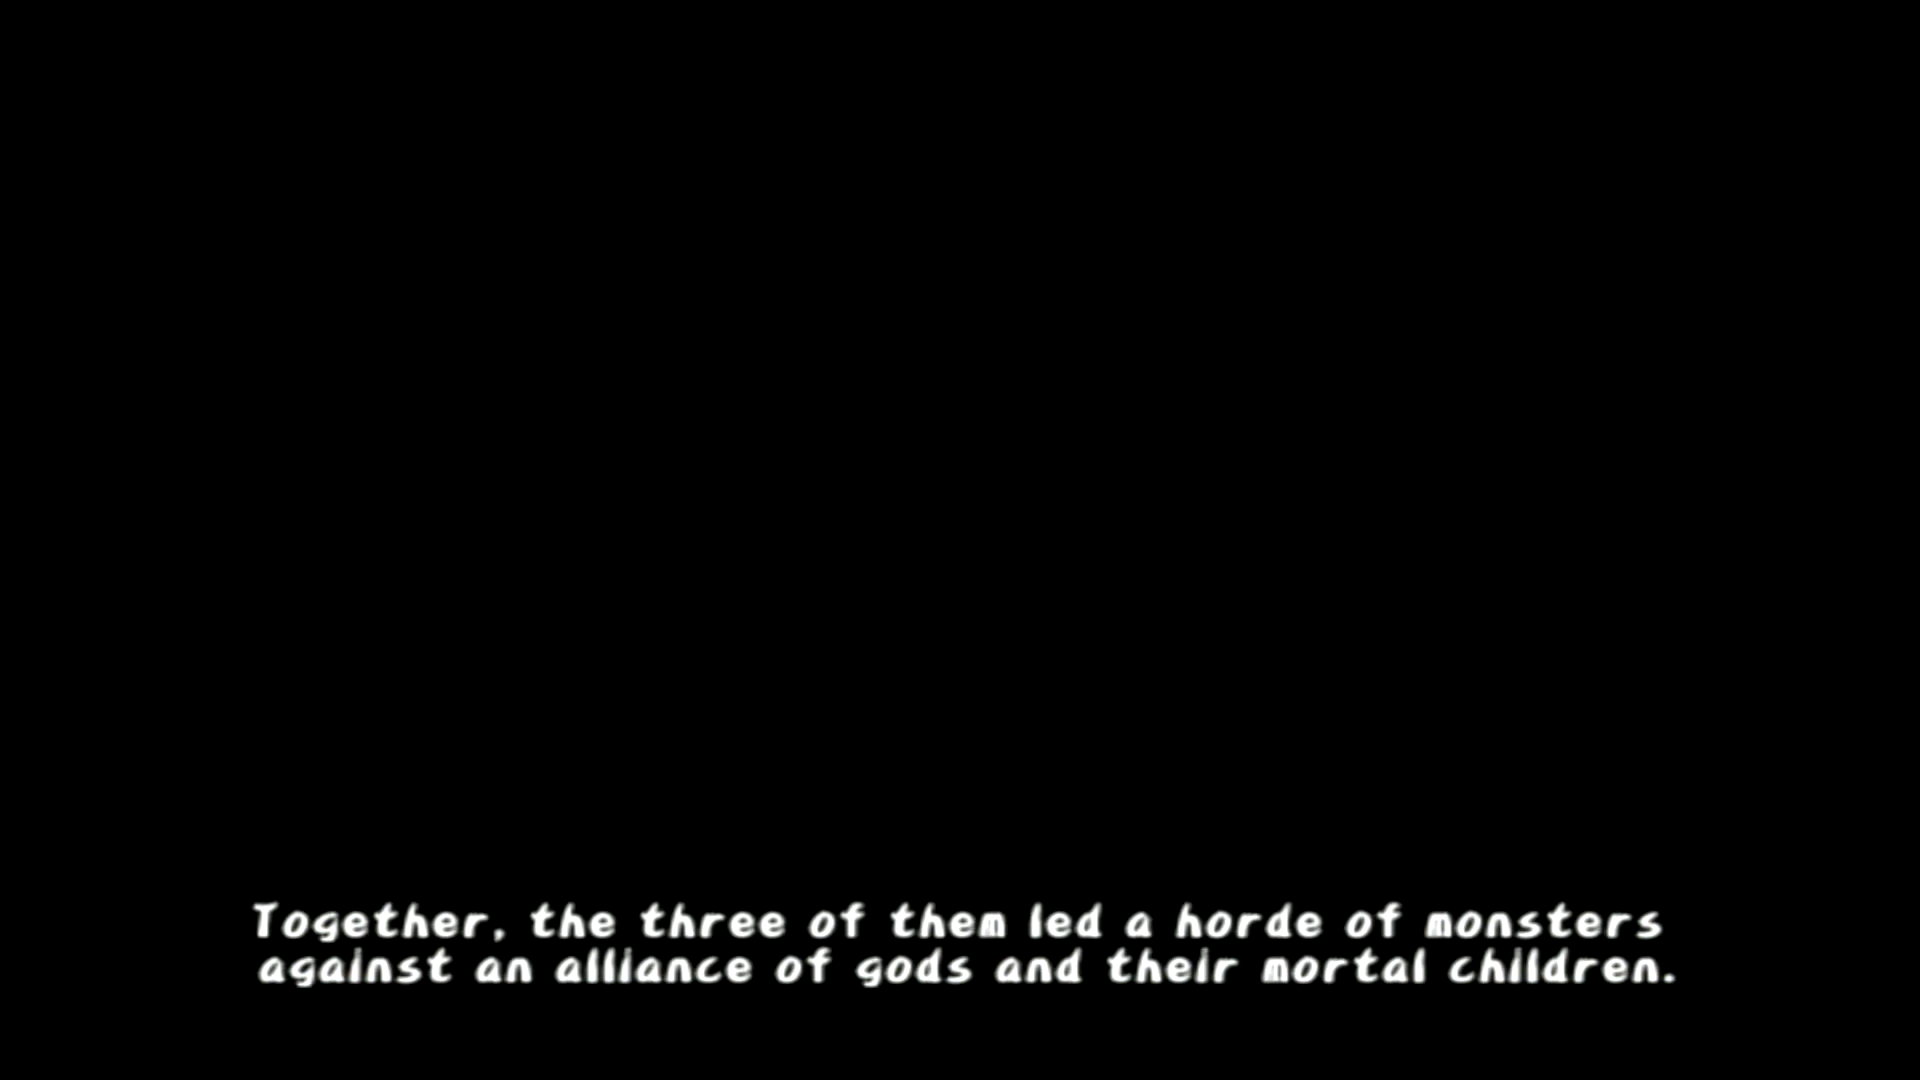 Together, the three of them led a horde of monsters
against an alliance of gods and their mortal children.